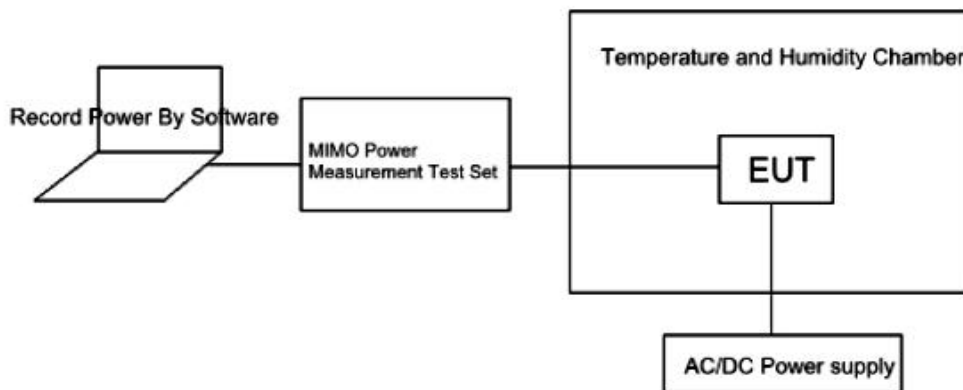 Temperature and Humidity Chamber
Record Power By Software
MIMO Power
Measurement Test Set
EUT
AC/DC Power supply